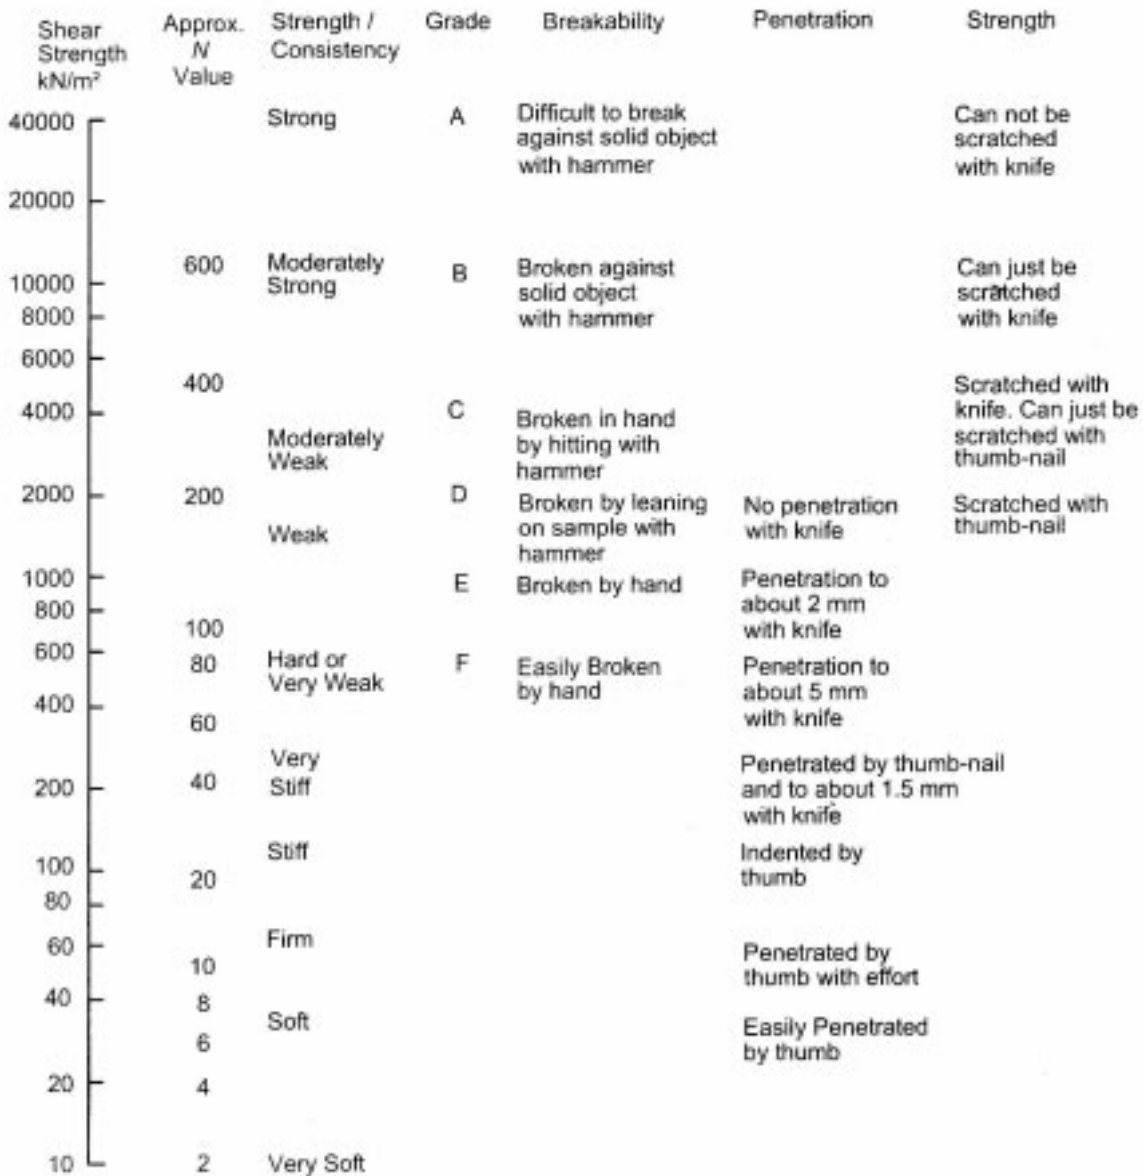 Shear
Strength
kN/m²
Approx.
N
Value
Strength /
Consistency
Grade
Breakability
Penetration
Strength
40000
Strong
A
Difficult to break
against solid object
with hammer
Can not be
scratched
with knife
20000
600
Moderately
Strong
B
Broken against
solid object
with hammer
Can just be
scratched
with knife
10000
8000
6000
400
Scratched with
knife. Can just be
scratched with
thumb-nail
4000
C
Broken in hand
by hitting with
hammer
Moderately
Weak
2000
200
D
Broken by leaning
on sample with
hammer
No penetration
with knife
Scratched with
thumb-nail
Weak
1000
E
Broken by hand
Penetration to
about 2 mm
with knife
800
100
600
80
Hard or
Very Weak
F
Easily Broken
by hand
Penetration to
about 5 mm
with knife
400
60
Very
Stiff
200
40
Penetrated by thumb-nail
and to about 1.5 mm
with knife
Stiff
Indented by
thumb
100
20
80
Firm
60
10
Penetrated by
thumb with effort
40
8
Soft
6
Easily Penetrated
by thumb
20
4
10
2
Very Soft